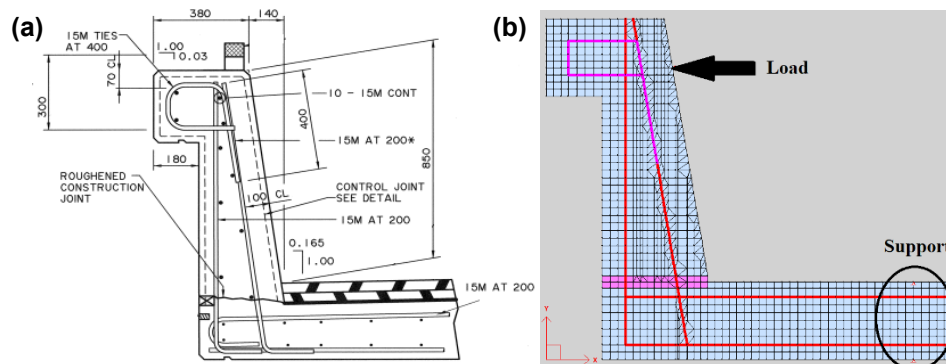 (a)
380
140
15M TIES
AT 400
1.00
0.03
70 CL
300
10 - 15M CONT
400
15M AT 200*
850
180
ROUGHENED
CONSTRUCTION
JOINT
100 CL
CONTROL JOINT
SEE DETAIL
15M AT 200
0.165
1.00
15M AT 200
(b)
Load
Support
Y
X